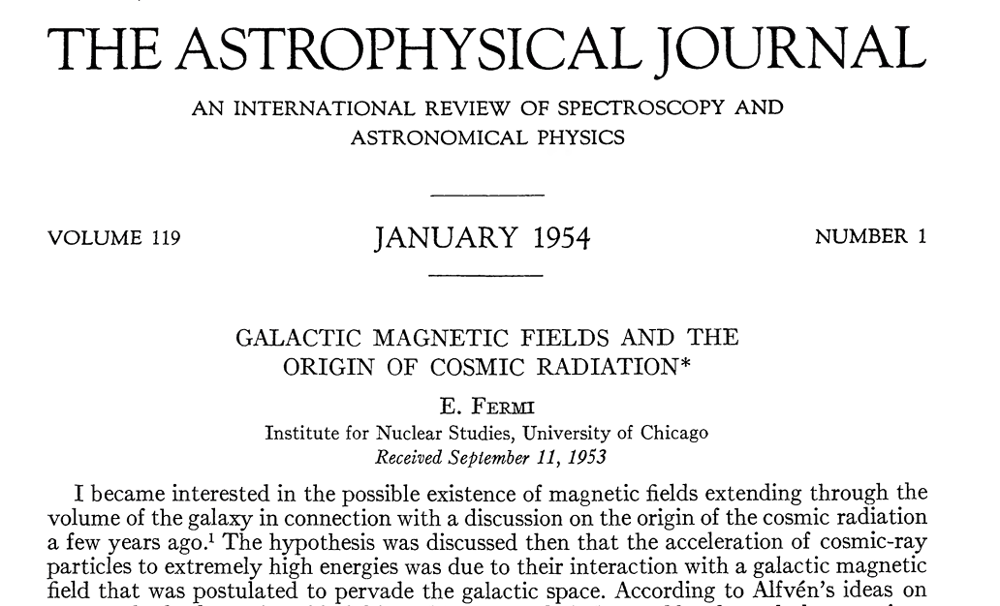 THE ASTROPHYSICAL JOURNAL
AN INTERNATIONAL REVIEW OF SPECTROSCOPY AND
ASTRONOMICAL PHYSICS
VOLUME 119 JANUARY 1954 NUMBER 1
GALACTIC MAGNETIC FIELDS AND THE
ORIGIN OF COSMIC RADIATION*
E. FERMI
Institute for Nuclear Studies, University of Chicago
Received September 11, 1953
I became interested in the possible existence of magnetic fields extending through the
volume of the galaxy in connection with a discussion on the origin of the cosmic radiation
a few years ago.¹ The hypothesis was discussed then that the acceleration of cosmic-ray
particles to extremely high energies was due to their interaction with a galactic magnetic
field that was postulated to pervade the galactic space. According to Alfvén's ideas on